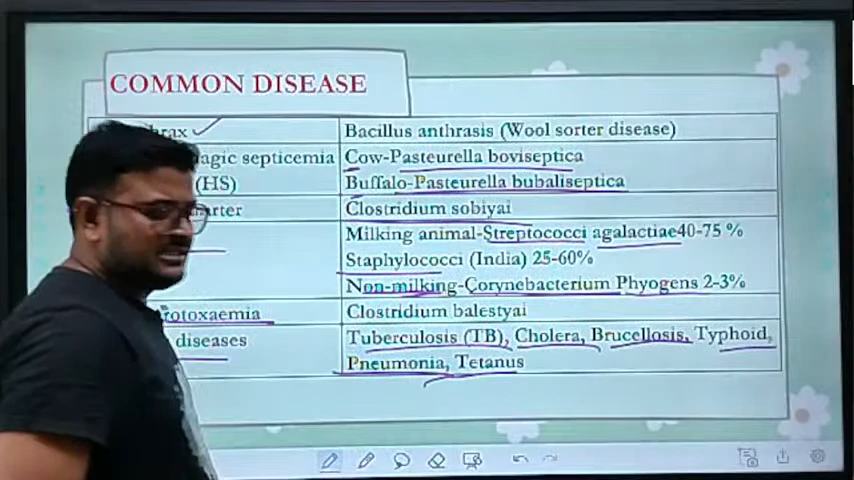 COMMON DISEASE
hrax Bacillus anthrasis (Wool sorter disease)
agic septicemia Cow-Pasteurella boviseptica
(HS) Buffalo-Pasteurella bubaliseptica
arter Clostridium sobiyai
Milking animal-Streptococci agalactiae40-75 %
Staphylococci (India) 25-60%
Non-milking-Corynebacterium Phyogens 2-3%
rotoxaemia Clostridium balestyai
diseases Tuberculosis (TB), Cholera, Brucellosis, Typhoid,
Pneumonia, Tetanus